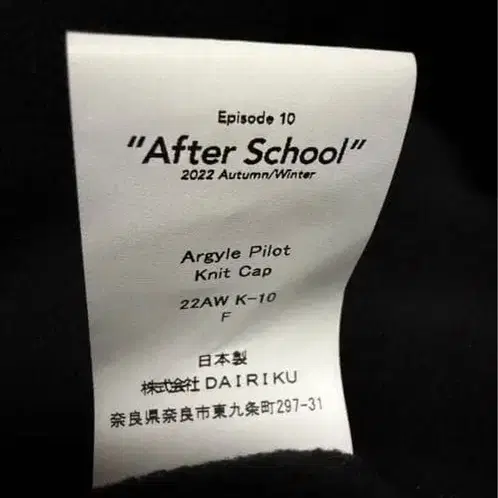 Episode 10
"After School"
2022 Autumn/Winter
Argyle Pilot
Knit Cap
22AW K-10
F
日本製
株式会社 DAIRIKU
奈良県奈良市東九条町297-31